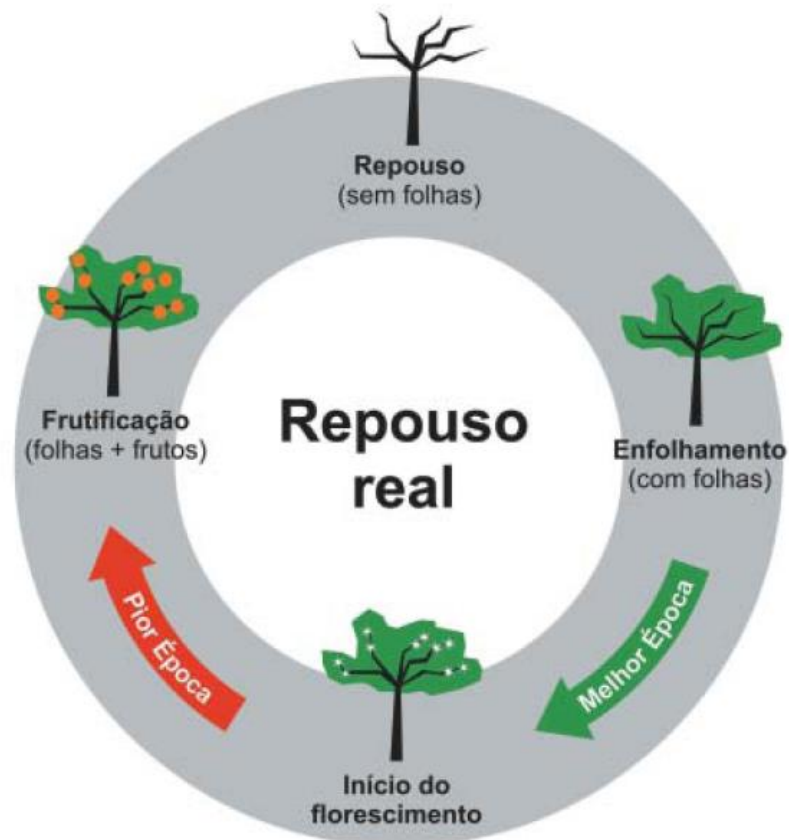 Repouso
(sem folhas)
Frutificação
(folhas + frutos)
Repouso
real
Enfolhamento
(com folhas)
Pior Época
Melhor Época
Início do
florescimento